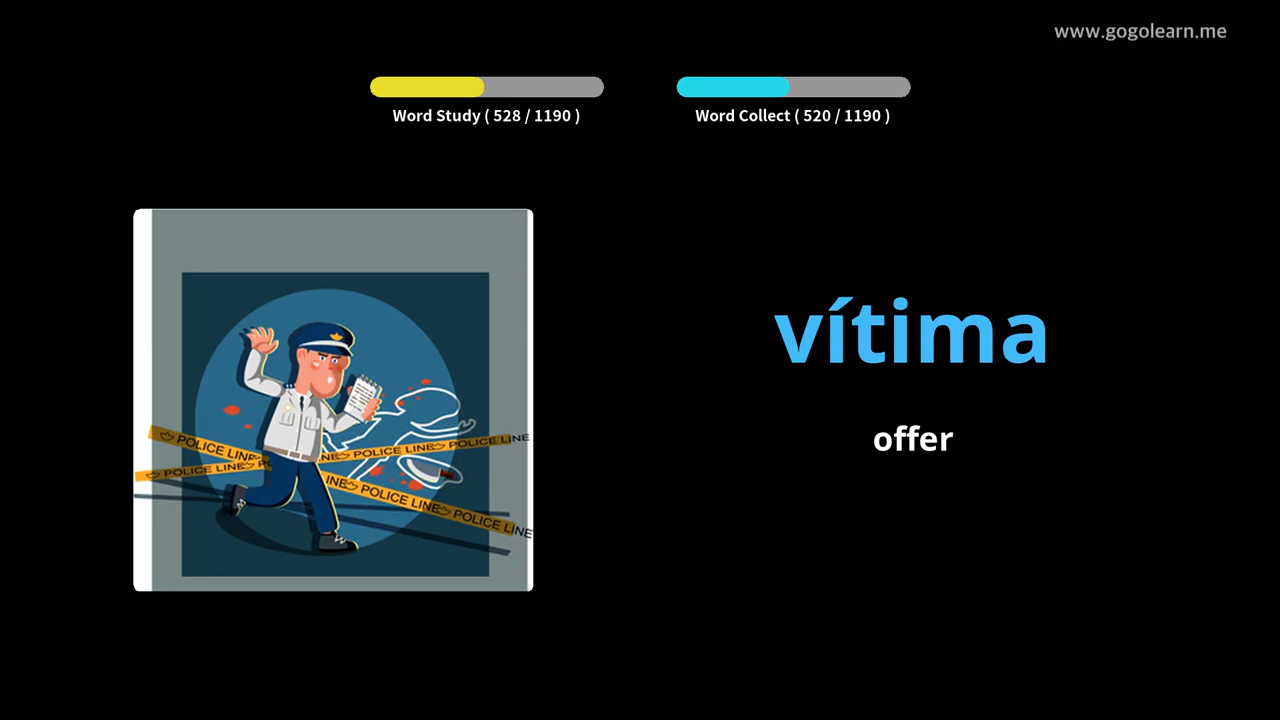 www.gogolearn.me
Word Study ( 528 / 1190 )
Word Collect ( 520 / 1190 )
vítima
offer
POLICE LINE
POLICE LINE
POLICE LINE
POLICE LINE
POLICE LINE